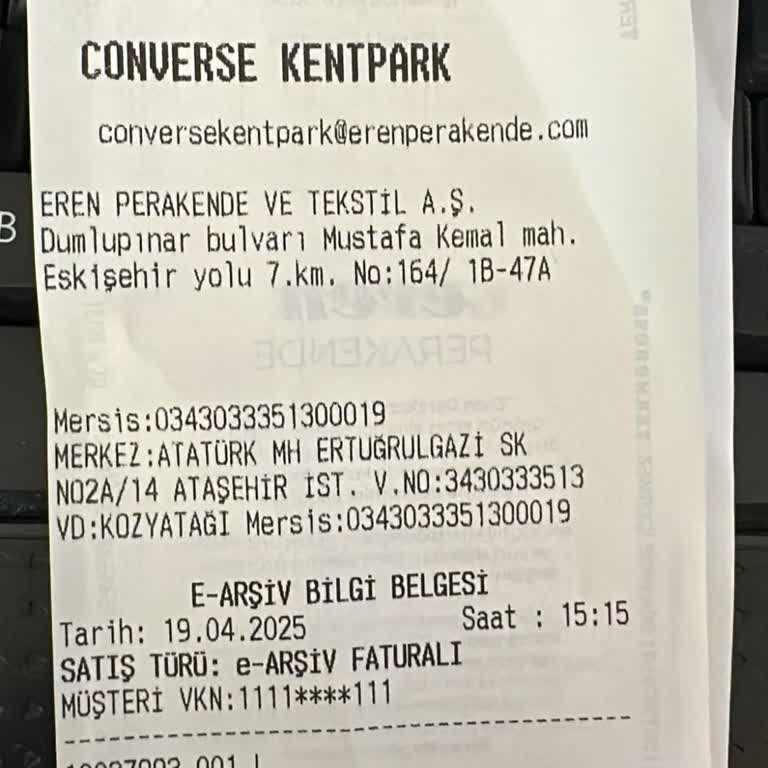 CONVERSE KENTPARK
conversekentpark@erenperakende.com
EREN PERAKENDE VE TEKSTİL A.Ş.
Dumlupınar bulvarı Mustafa Kemal mah.
Eskişehir yolu 7.km. No:164/ 1B-47A
PERAKENDE
Mersis:0343033351300019
MERKEZ:ATATÜRK MH ERTUĞRULGAZİ SK
NO2A/14 ATAŞEHİR İST. V.NO:3430333513
VD:KOZYATAĞI Mersis:0343033351300019
E-ARŞİV BİLGİ BELGESİ
Tarih: 19.04.2025 Saat : 15:15
SATIŞ TÜRÜ: e-ARŞİV FATURALI
MÜŞTERİ VKN:1111****111
B